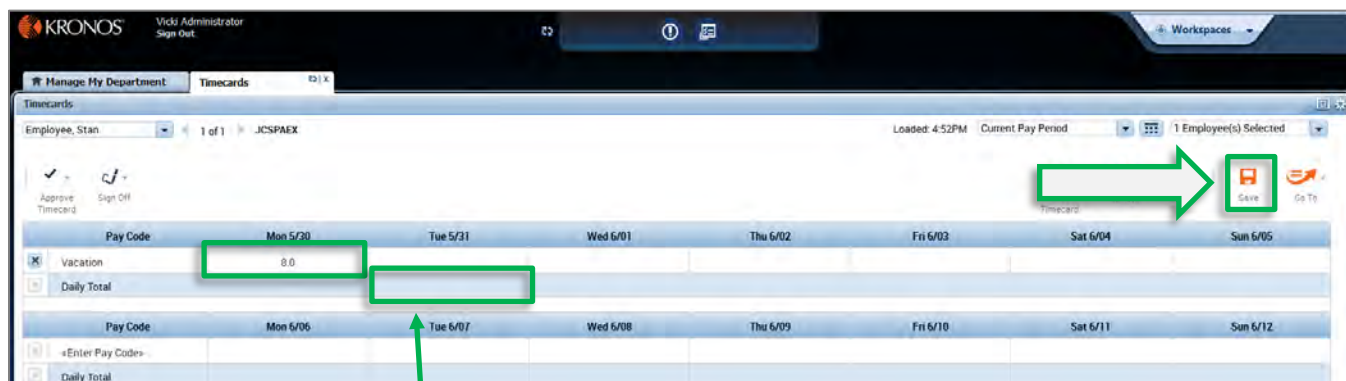 KRONOS Vicki Administrator
Sign Out
Workspaces
Manage My Department Timecards
Timecards
Employee, Stan 1 of 1 JCSPAEX Loaded: 4:52PM Current Pay Period 1 Employee(s) Selected
Approve Timecard Sign Off Timecard Save Go To
Pay Code Mon 5/30 Tue 5/31 Wed 6/01 Thu 6/02 Fri 6/03 Sat 6/04 Sun 6/05
Vacation 8.0
Daily Total
Pay Code Mon 6/06 Tue 6/07 Wed 6/08 Thu 6/09 Fri 6/10 Sat 6/11 Sun 6/12
<Enter Pay Code>
Daily Total